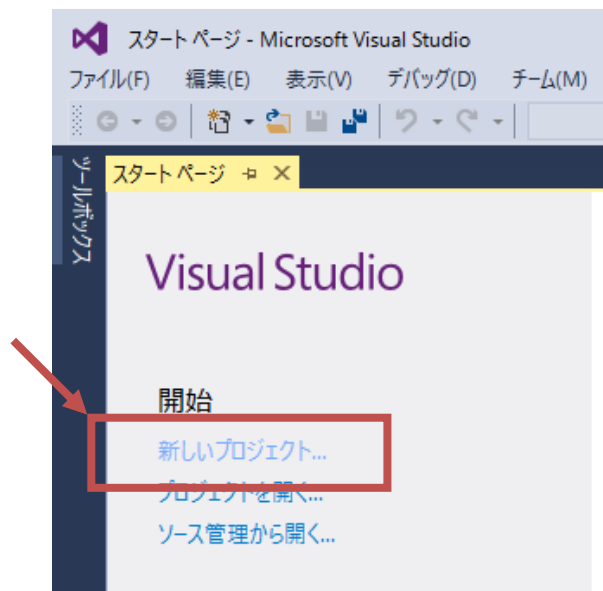 スタート ページ - Microsoft Visual Studio
ファイル(F) 編集(E) 表示(V) デバッグ(D) チーム(M)
ツールボックス
スタート ページ
Visual Studio
開始
新しいプロジェクト...
プロジェクトを開く...
ソース管理から開く...